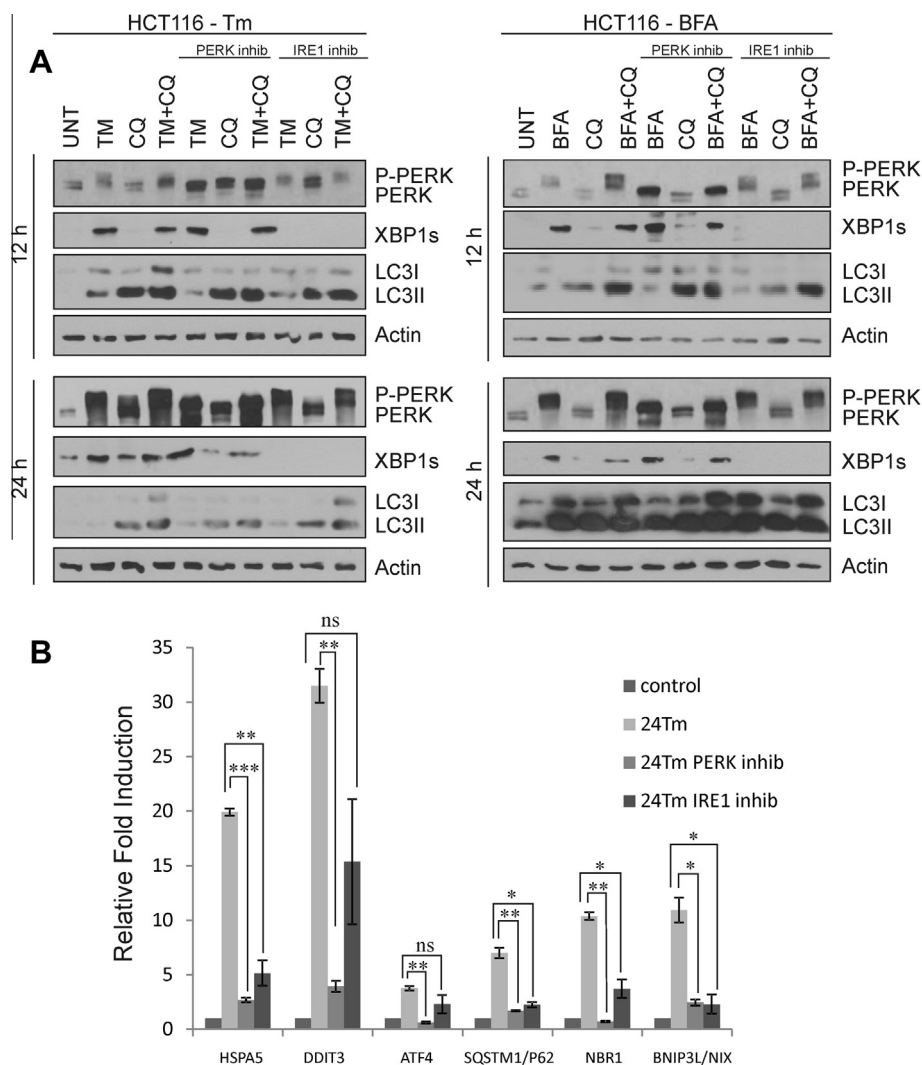 HCT116 - Tm
HCT116 - BFA
A
PERK inhib
IRE1 inhib
PERK inhib
IRE1 inhib
UNT
TM
CQ
TM+CQ
TM
CQ
TM+CQ
TM
CQ
TM+CQ
UNT
BFA
CQ
BFA+CQ
BFA
CQ
BFA+CQ
BFA
CQ
BFA+CQ
12 h
P-PERK
PERK
XBP1s
LC3I
LC3II
Actin
12 h
P-PERK
PERK
XBP1s
LC3I
LC3II
Actin
24 h
P-PERK
PERK
XBP1s
LC3I
LC3II
Actin
24 h
P-PERK
PERK
XBP1s
LC3I
LC3II
Actin
B
Relative Fold Induction
35
30
25
20
15
10
5
0
**
***
ns
**
ns
**
*
**
*
**
*
*
control
24Tm
24Tm PERK inhib
24Tm IRE1 inhib
HSPA5
DDIT3
ATF4
SQSTM1/P62
NBR1
BNIP3L/NIX